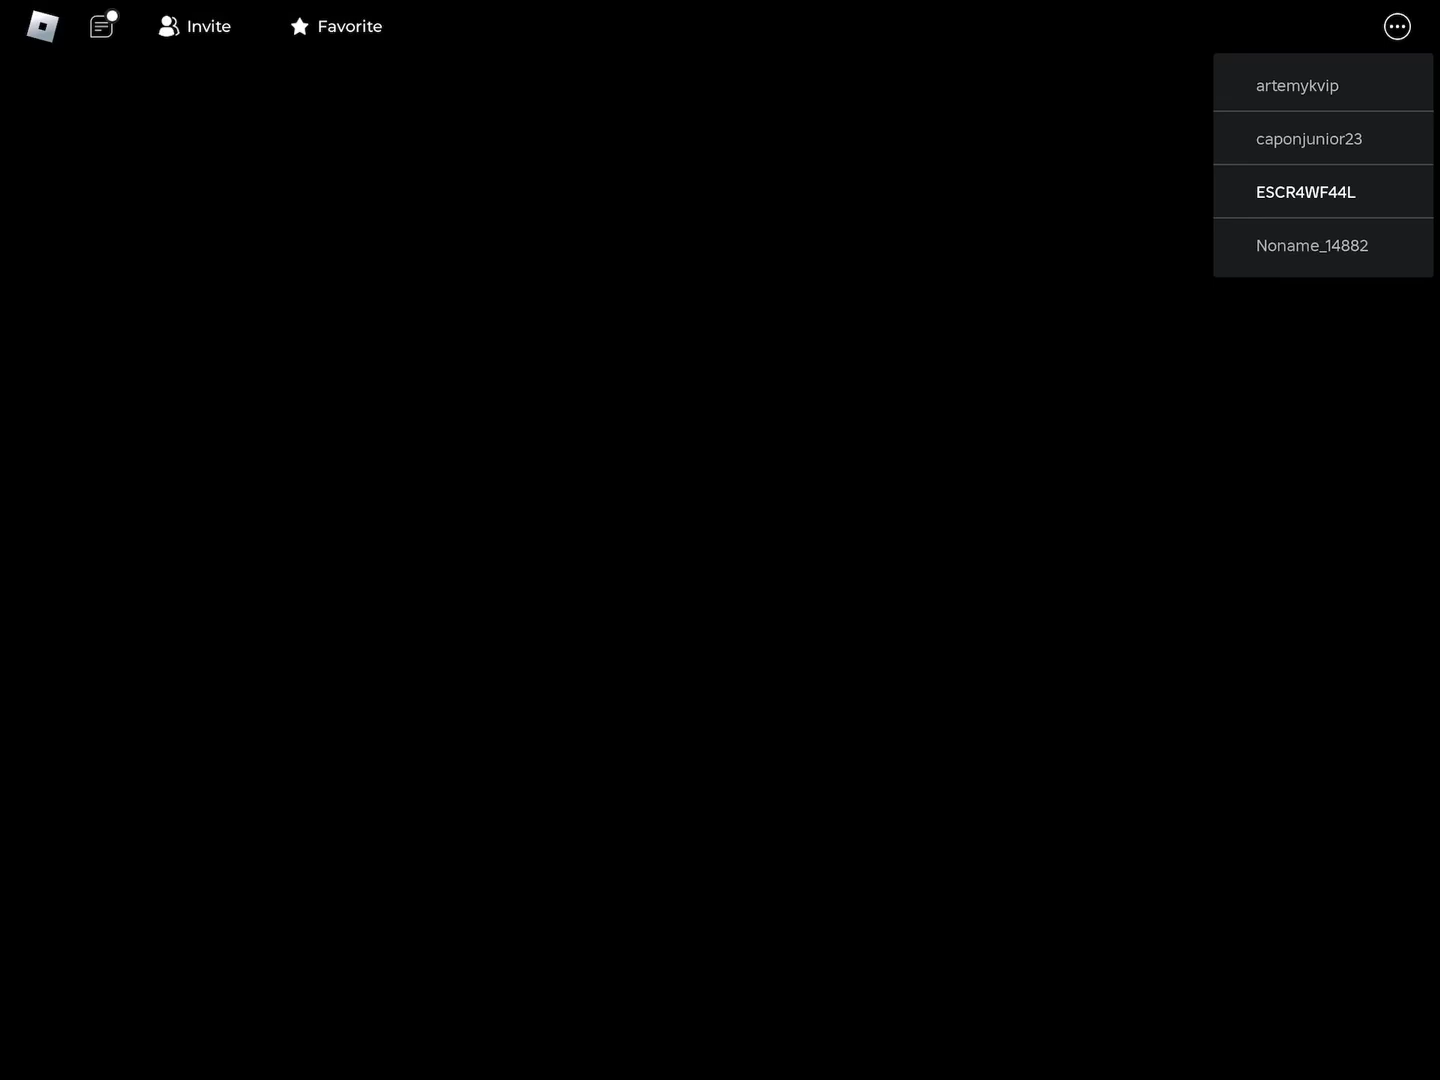 Invite
Favorite
artemykvip
caponjunior23
ESCR4WF44L
Noname_14882